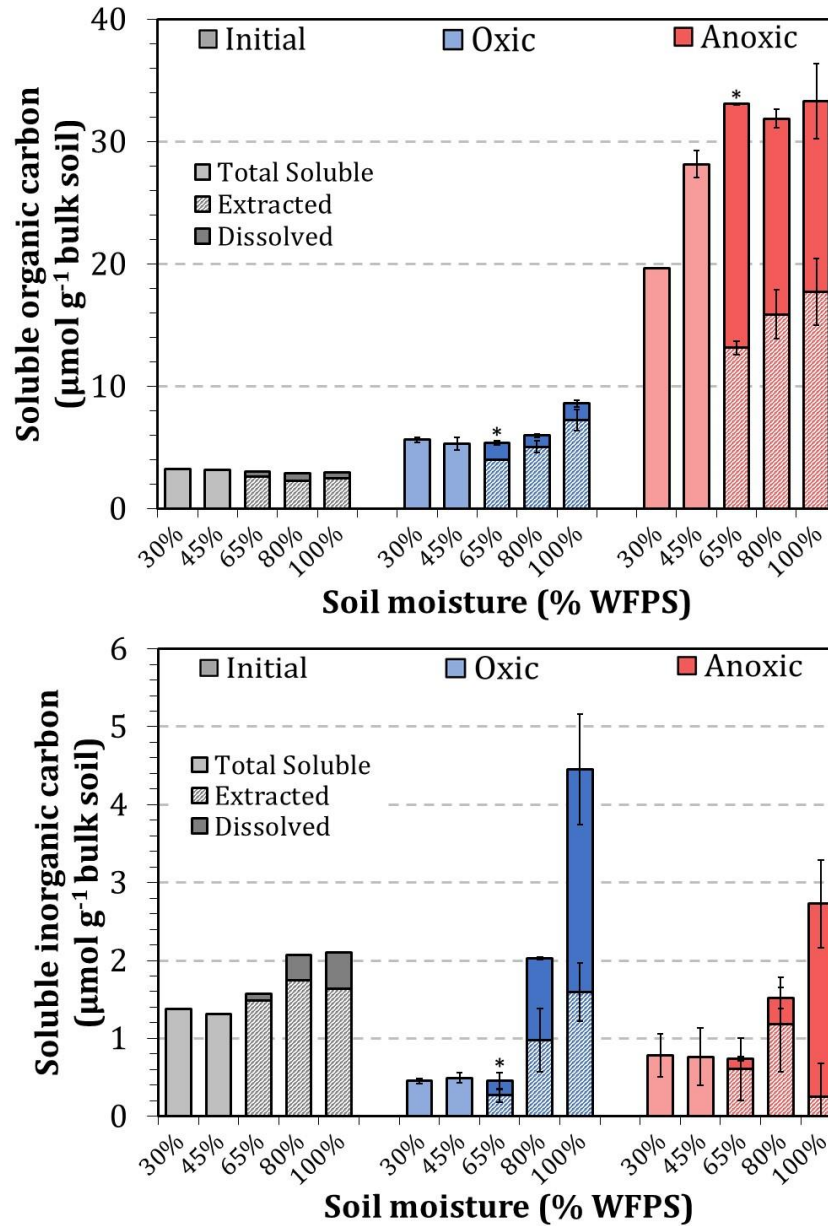 40
30
20
10
0
Soluble organic carbon
(µmol g⁻¹ bulk soil)
Initial
Oxic
Anoxic
Total Soluble
Extracted
Dissolved
*
*
30%
45%
65%
80%
100%
30%
45%
65%
80%
100%
30%
45%
65%
80%
100%
Soil moisture (% WFPS)
6
5
4
3
2
1
0
Soluble inorganic carbon
(µmol g⁻¹ bulk soil)
Initial
Oxic
Anoxic
Total Soluble
Extracted
Dissolved
*
30%
45%
65%
80%
100%
30%
45%
65%
80%
100%
30%
45%
65%
80%
100%
Soil moisture (% WFPS)